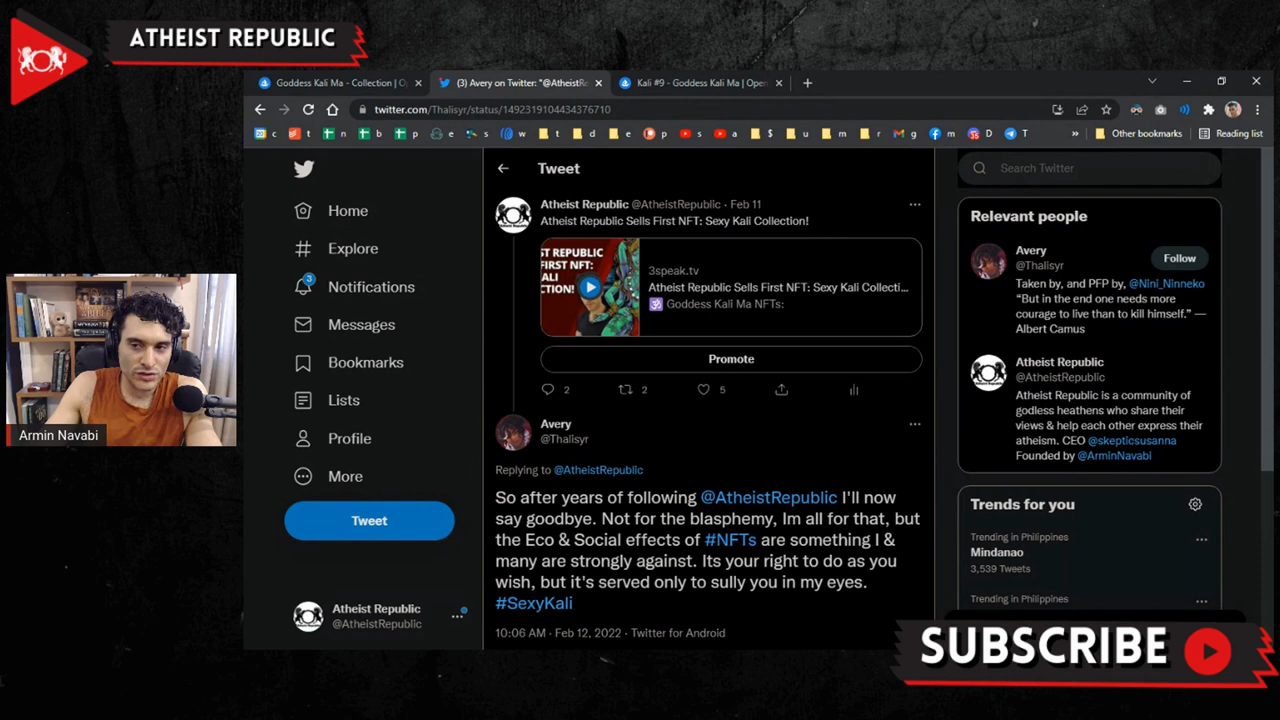 ATHEIST REPUBLIC
Goddess Kali Ma - Collection | O
(3) Avery on Twitter: "@AtheistRe
Kali #9 - Goddess Kali Ma | Open
twitter.com/Thalisyr/status/1492319104434376710
c
t
n
b
p
e
s
w
t
d
e
p
s
a
$
u
m
r
g
m
D
T
»
Other bookmarks
Reading list
Home
Explore
3
Notifications
Messages
Bookmarks
Lists
Profile
More
Tweet
Atheist Republic
@AtheistRepublic
Tweet
Atheist Republic @AtheistRepublic · Feb 11
Atheist Republic Sells First NFT: Sexy Kali Collection!
ST REPUBLIC
FIRST NFT:
ALI
CTION!
3speak.tv
Atheist Republic Sells First NFT: Sexy Kali Collecti...
🕉 Goddess Kali Ma NFTs:
Promote
2
2
5
Avery
@Thalisyr
Replying to @AtheistRepublic
So after years of following @AtheistRepublic I'll now
say goodbye. Not for the blasphemy, Im all for that, but
the Eco & Social effects of #NFTs are something I &
many are strongly against. Its your right to do as you
wish, but it's served only to sully you in my eyes.
#SexyKali
10:06 AM · Feb 12, 2022 · Twitter for Android
Search Twitter
Relevant people
Avery
@Thalisyr
Follow
Taken by, and PFP by, @Nini_Ninneko
“But in the end one needs more
courage to live than to kill himself.” —
Albert Camus
Atheist Republic
@AtheistRepublic
Atheist Republic is a community of
godless heathens who share their
views & help each other express their
atheism. CEO @skepticsusanna
Founded by @ArminNavabi
Trends for you
Trending in Philippines
Mindanao
3,539 Tweets
Trending in Philippines
Armin Navabi
SUBSCRIBE